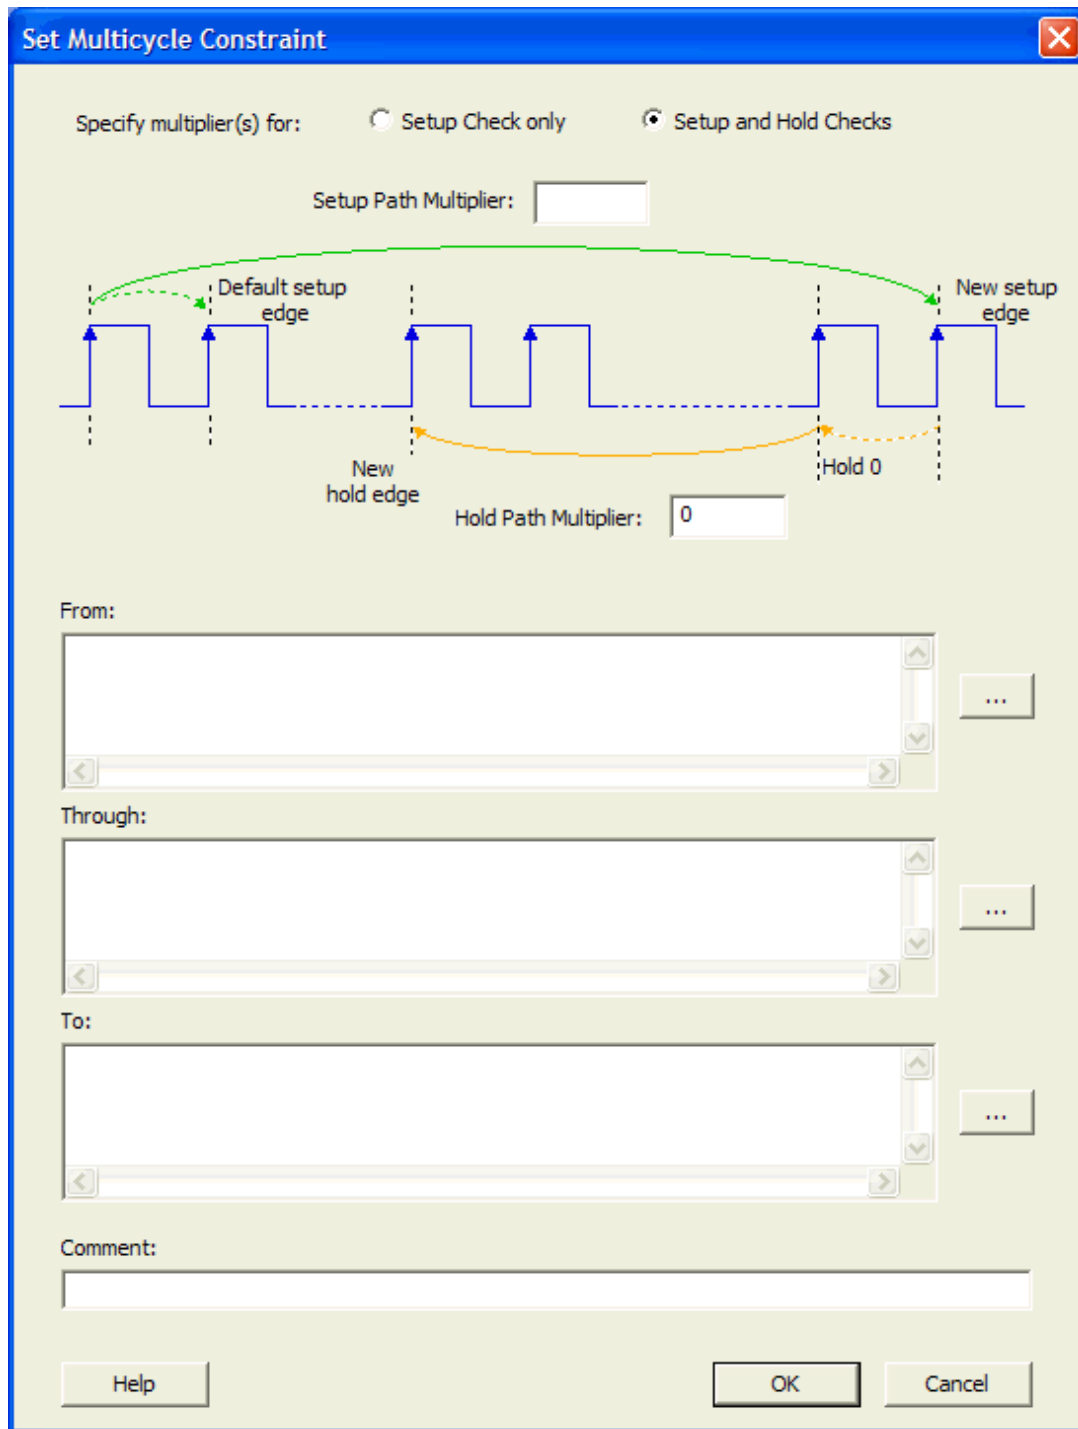 Set Multicycle Constraint
Specify multiplier(s) for: Setup Check only Setup and Hold Checks
Setup Path Multiplier:
Default setup
edge
New setup
edge
New
hold edge
Hold 0
Hold Path Multiplier: 0
From:
...
Through:
...
To:
...
Comment:
Help OK Cancel